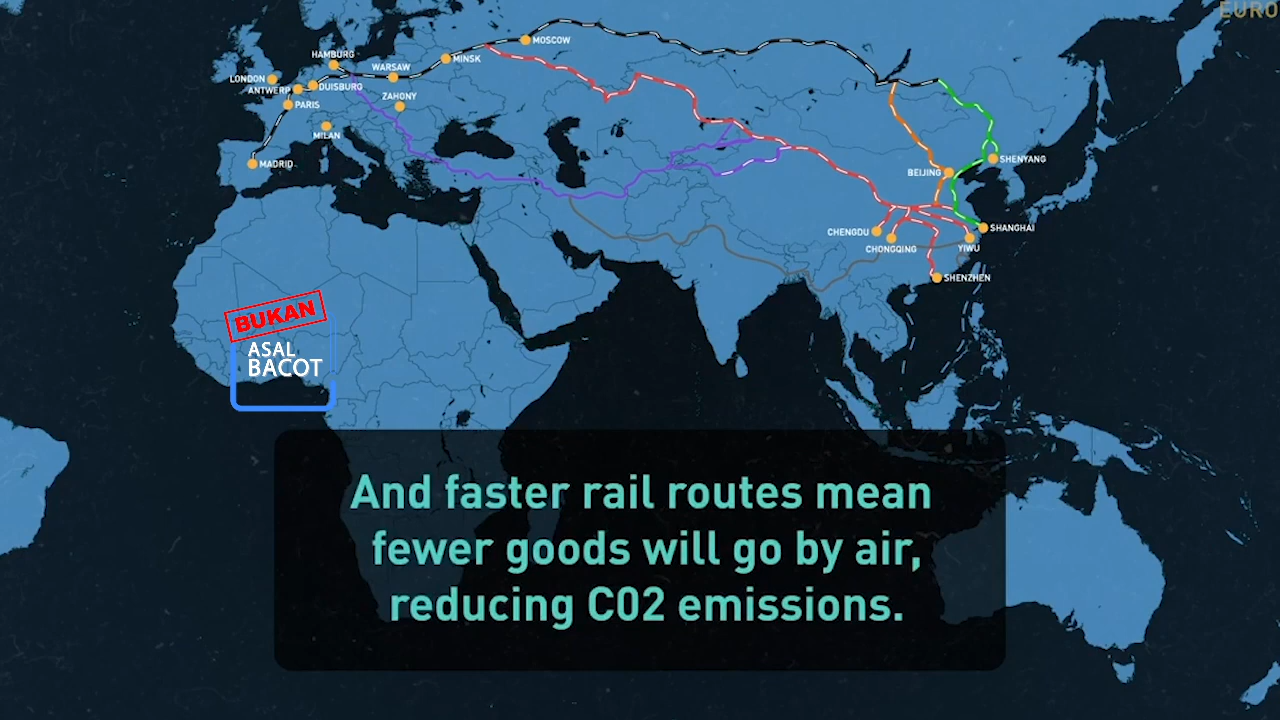 EURO
MOSCOW
HAMBURG
MINSK
WARSAW
LONDON
DUISBURG
ANTWERP
ZAHONY
PARIS
MILAN
MADRID
SHENYANG
BEIJING
CHENGDU
SHANGHAI
CHONGQING
YIWU
SHENZHEN
BUKAN
ASAL
BACOT
And faster rail routes mean
fewer goods will go by air,
reducing CO2 emissions.